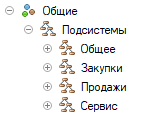 Общие
Подсистемы
Общее
Закупки
Продажи
Сервис